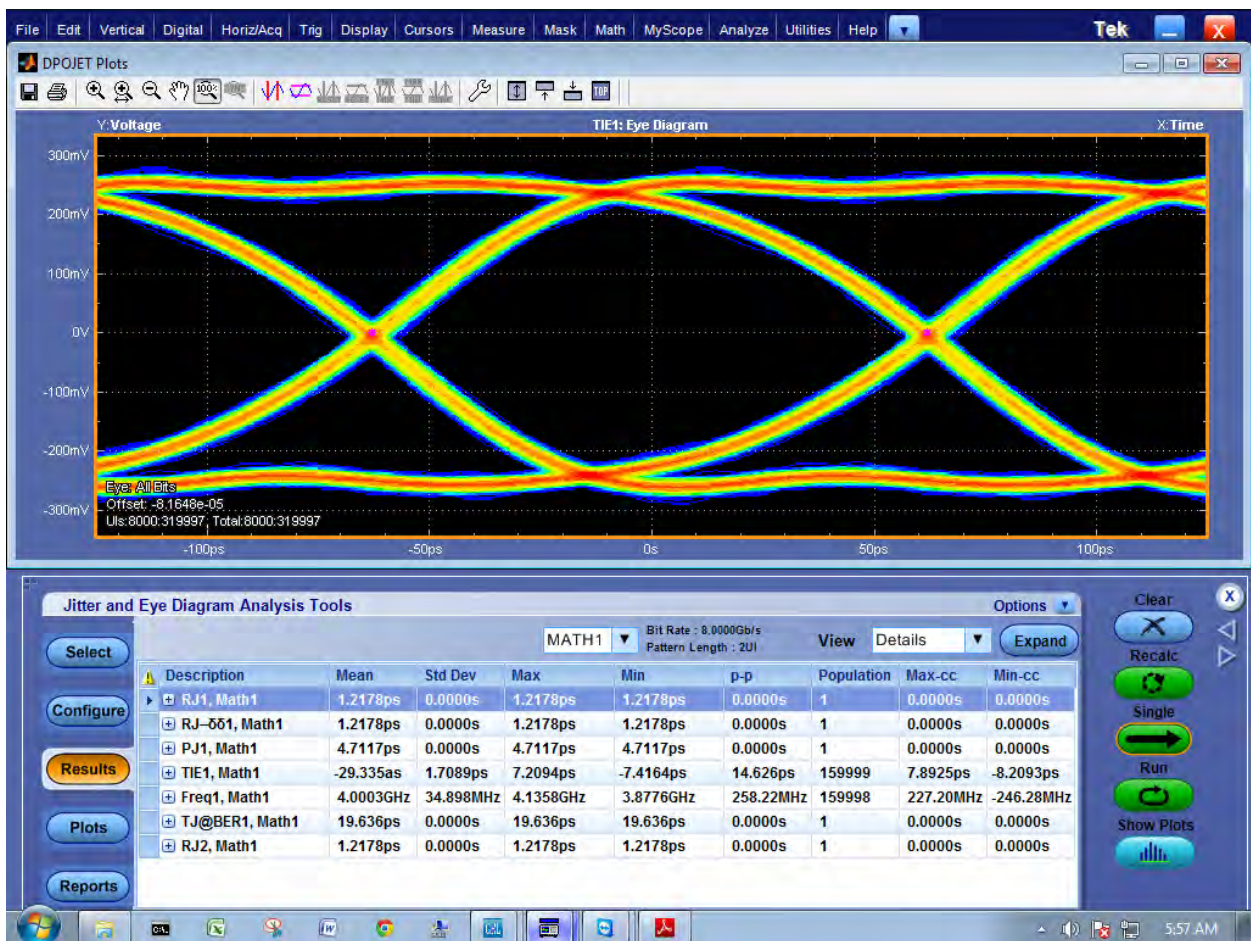 File Edit Vertical Digital Horiz/Acq Trig Display Cursors Measure Mask Math MyScope Analyze Utilities Help Tek X
DPOJET Plots
100% TOP
Y:Voltage TIE1: Eye Diagram X:Time
300mV
200mV
100mV
0V
-100mV
-200mV
-300mV
Eye: All Bits
Offset: -8.1648e-05
UIs:8000:319997, Total:8000:319997
-100ps -50ps 0s 50ps 100ps
Jitter and Eye Diagram Analysis Tools Options Clear X
Select MATH1 Bit Rate : 8.0000Gb/s View Details Expand
Pattern Length : 2UI
Recalc
Description Mean Std Dev Max Min p-p Population Max-cc Min-cc
RJ1, Math1 1.2178ps 0.0000s 1.2178ps 1.2178ps 0.0000s 1 0.0000s 0.0000s
Configure RJ–δδ1, Math1 1.2178ps 0.0000s 1.2178ps 1.2178ps 0.0000s 1 0.0000s 0.0000s Single
PJ1, Math1 4.7117ps 0.0000s 4.7117ps 4.7117ps 0.0000s 1 0.0000s 0.0000s
Results TIE1, Math1 -29.335as 1.7089ps 7.2094ps -7.4164ps 14.626ps 159999 7.8925ps -8.2093ps Run
Freq1, Math1 4.0003GHz 34.898MHz 4.1358GHz 3.8776GHz 258.22MHz 159998 227.20MHz -246.28MHz
Plots TJ@BER1, Math1 19.636ps 0.0000s 19.636ps 19.636ps 0.0000s 1 0.0000s 0.0000s Show Plots
RJ2, Math1 1.2178ps 0.0000s 1.2178ps 1.2178ps 0.0000s 1 0.0000s 0.0000s
Reports
5:57 AM